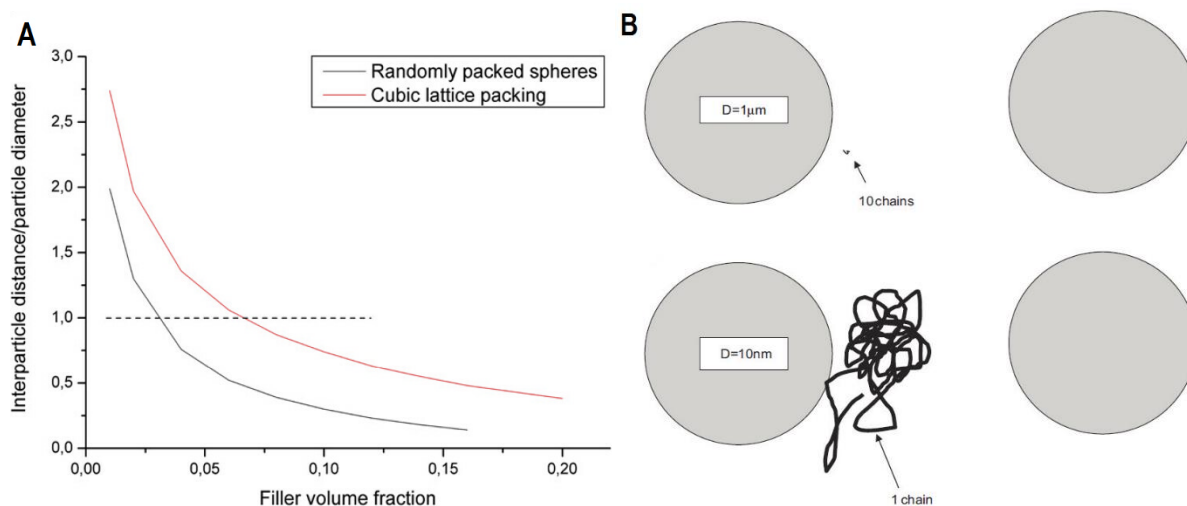 A
3,0
2,5
2,0
1,5
1,0
0,5
0,0
Interparticle distance/particle diameter
Randomly packed spheres
Cubic lattice packing
0,00 0,05 0,10 0,15 0,20
Filler volume fraction
B
D=1μm
10 chains
D=10nm
1 chain